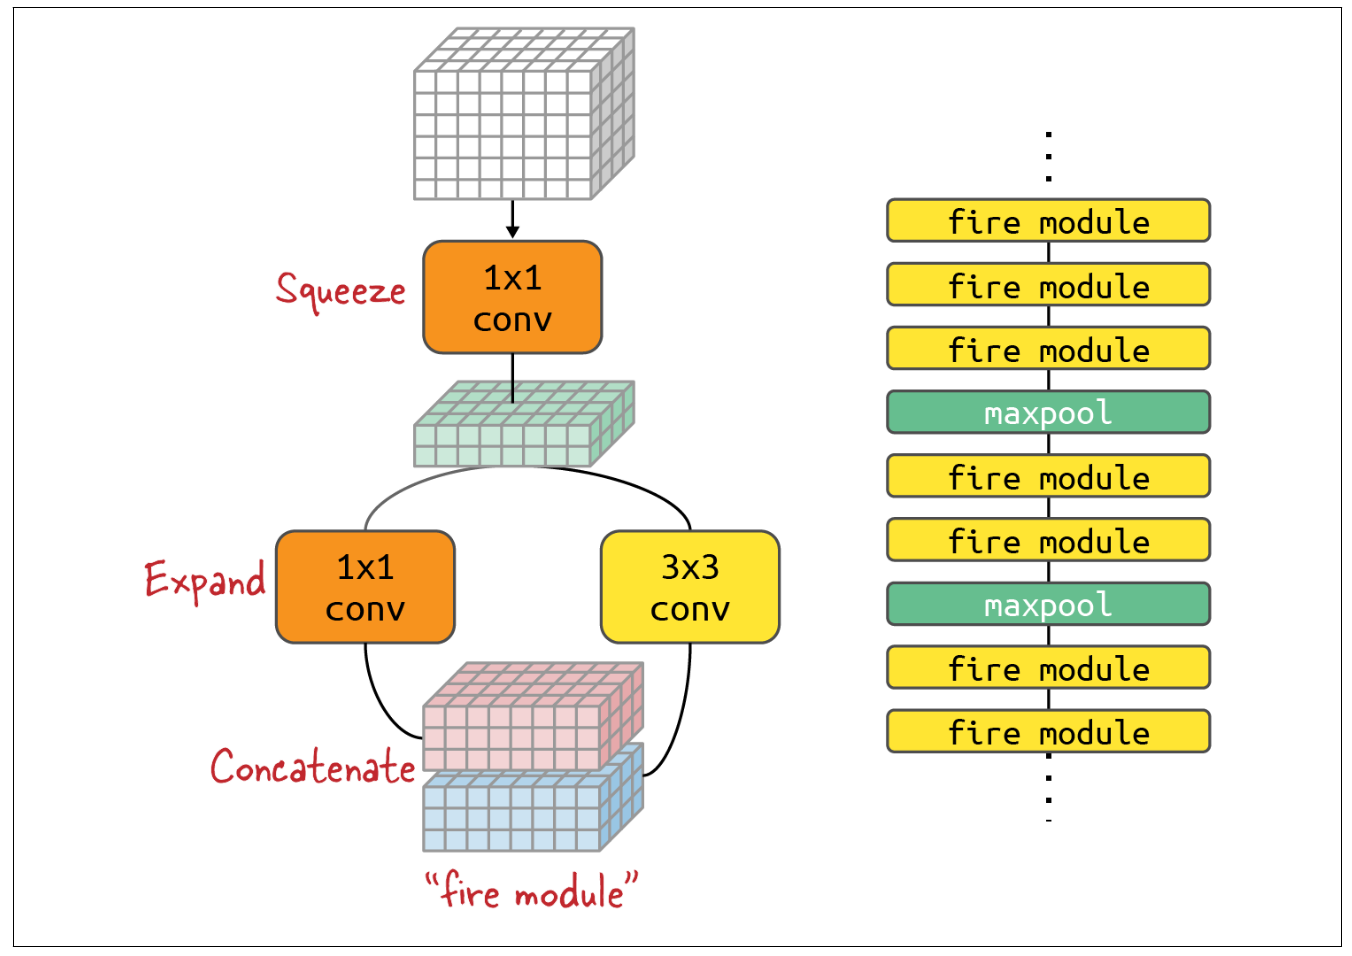 Squeeze
1x1
conv
Expand
1x1
conv
3x3
conv
Concatenate
“fire module”
fire module
fire module
fire module
maxpool
fire module
fire module
maxpool
fire module
fire module